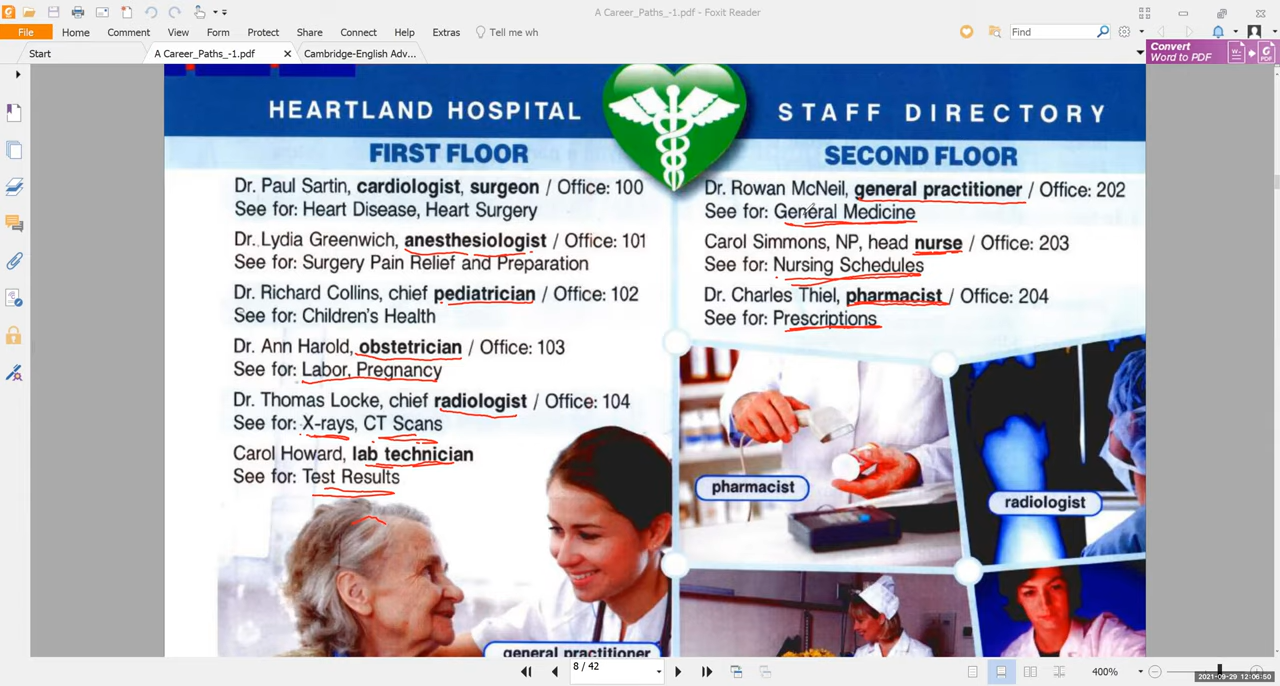 A Career_Paths_-1.pdf - Foxit Reader
File Home Comment View Form Protect Share Connect Help Extras Tell me wh
Find
Start
A Career_Paths_-1.pdf
Cambridge-English Adv...
Convert
Word to PDF
PDF
HEARTLAND HOSPITAL
STAFF DIRECTORY
FIRST FLOOR
Dr. Paul Sartin, cardiologist, surgeon / Office: 100
See for: Heart Disease, Heart Surgery
Dr. Lydia Greenwich, anesthesiologist / Office: 101
See for: Surgery Pain Relief and Preparation
Dr. Richard Collins, chief pediatrician / Office: 102
See for: Children's Health
Dr. Ann Harold, obstetrician / Office: 103
See for: Labor, Pregnancy
Dr. Thomas Locke, chief radiologist / Office: 104
See for: X-rays, CT Scans
Carol Howard, lab technician
See for: Test Results
SECOND FLOOR
Dr. Rowan McNeil, general practitioner / Office: 202
See for: General Medicine
Carol Simmons, NP, head nurse / Office: 203
See for: Nursing Schedules
Dr. Charles Thiel, pharmacist / Office: 204
See for: Prescriptions
pharmacist
radiologist
general practitioner
8 / 42
400%
2021-09-29 12:06:50